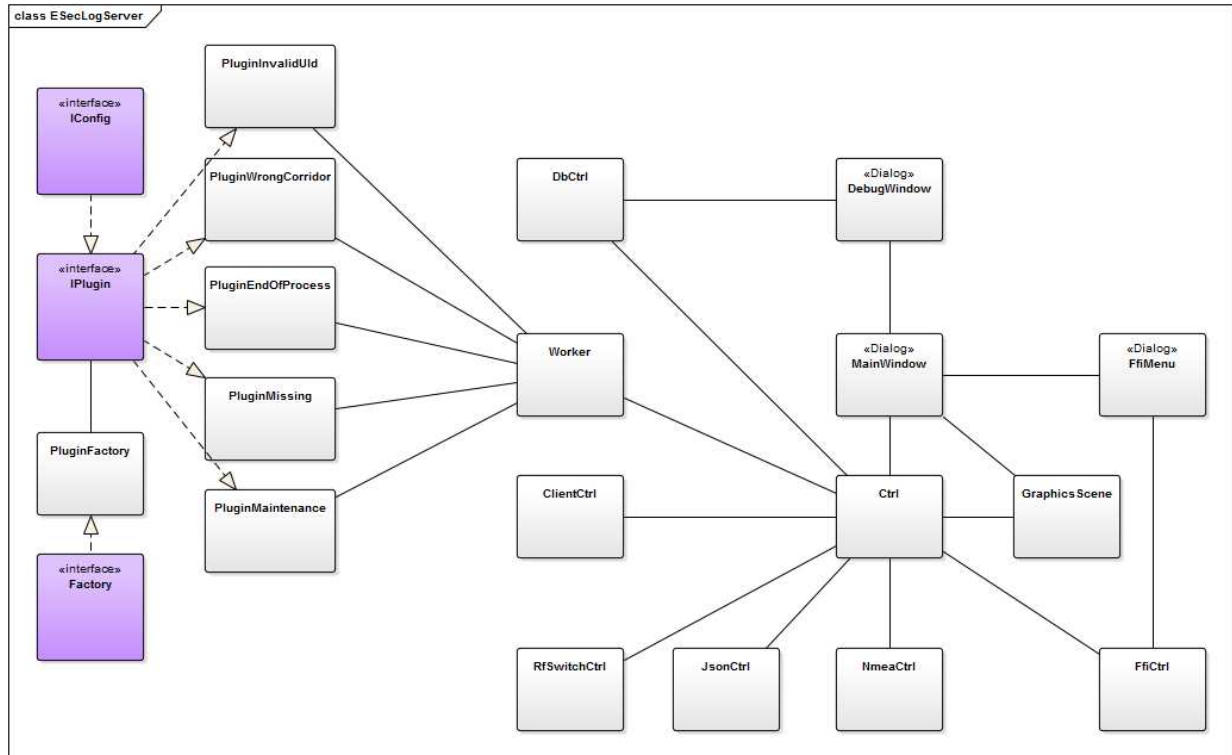 class ESecLogServer
PluginInvalidUId
«interface»
IConfig
PluginWrongCorridor
DbCtrl
«Dialog»
DebugWindow
«interface»
IPlugin
PluginEndOfProcess
Worker
«Dialog»
MainWindow
«Dialog»
FfiMenu
PluginMissing
PluginFactory
PluginMaintenance
ClientCtrl
Ctrl
GraphicsScene
«interface»
Factory
RfSwitchCtrl
JsonCtrl
NmeaCtrl
FfiCtrl